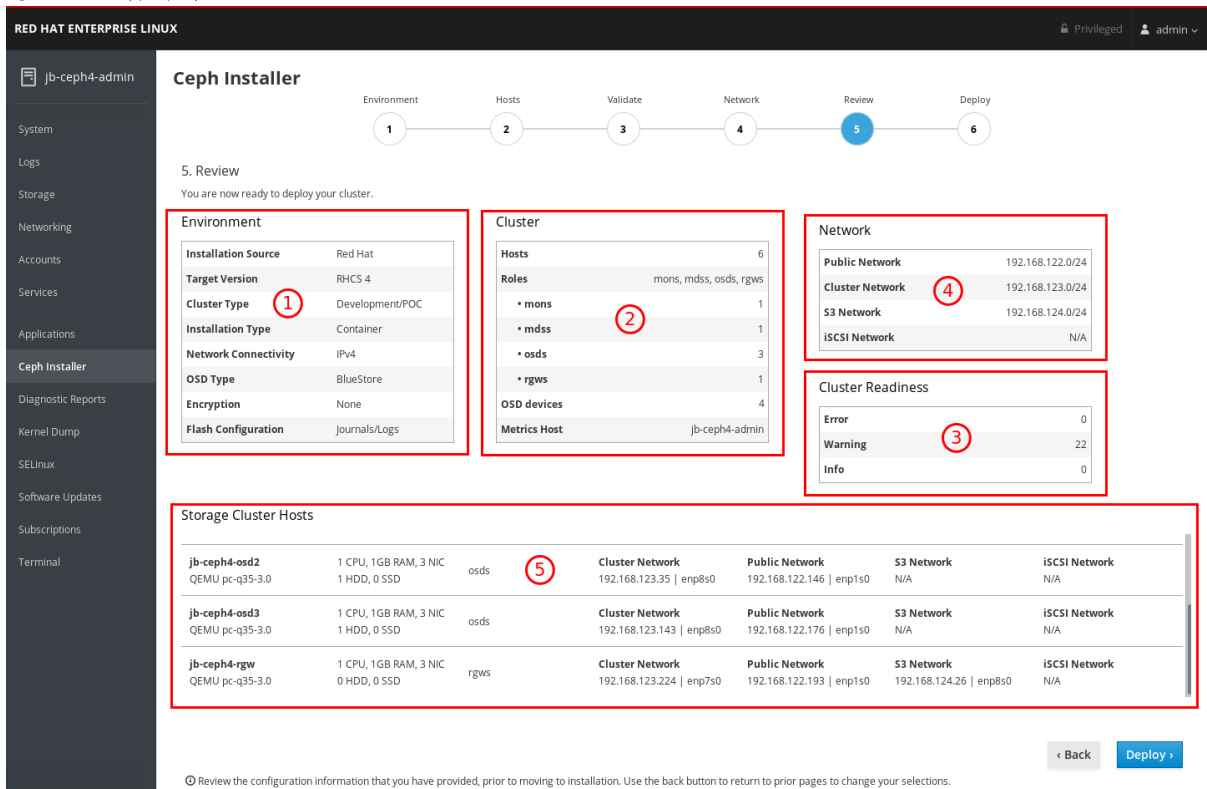 RED HAT ENTERPRISE LINUX
Privileged
admin
jb-ceph4-admin
System
Logs
Storage
Networking
Accounts
Services
Applications
Ceph Installer
Diagnostic Reports
Kernel Dump
SELinux
Software Updates
Subscriptions
Terminal
Ceph Installer
Environment Hosts Validate Network Review Deploy
1 2 3 4 5 6
5. Review
You are now ready to deploy your cluster.
Environment
Installation Source Red Hat
Target Version RHCS 4
Cluster Type Development/POC
Installation Type Container
Network Connectivity IPv4
OSD Type BlueStore
Encryption None
Flash Configuration Journals/Logs
1
Cluster
Hosts 6
Roles mons, mdss, osds, rgws
• mons 1
• mdss 1
• osds 3
• rgws 1
OSD devices 4
Metrics Host jb-ceph4-admin
2
Network
Public Network 192.168.122.0/24
Cluster Network 192.168.123.0/24
S3 Network 192.168.124.0/24
iSCSI Network N/A
4
Cluster Readiness
Error 0
Warning 22
Info 0
3
Storage Cluster Hosts
5
jb-ceph4-osd2 1 CPU, 1GB RAM, 3 NIC osds Cluster Network Public Network S3 Network iSCSI Network
QEMU pc-q35-3.0 1 HDD, 0 SSD 192.168.123.35 | enp8s0 192.168.122.146 | enp1s0 N/A N/A
jb-ceph4-osd3 1 CPU, 1GB RAM, 3 NIC osds Cluster Network Public Network S3 Network iSCSI Network
QEMU pc-q35-3.0 1 HDD, 0 SSD 192.168.123.143 | enp8s0 192.168.122.176 | enp1s0 N/A N/A
jb-ceph4-rgw 1 CPU, 1GB RAM, 3 NIC rgws Cluster Network Public Network S3 Network iSCSI Network
QEMU pc-q35-3.0 0 HDD, 0 SSD 192.168.123.224 | enp7s0 192.168.122.193 | enp1s0 192.168.124.26 | enp8s0 N/A
‹ Back
Deploy ›
Review the configuration information that you have provided, prior to moving to installation. Use the back button to return to prior pages to change your selections.